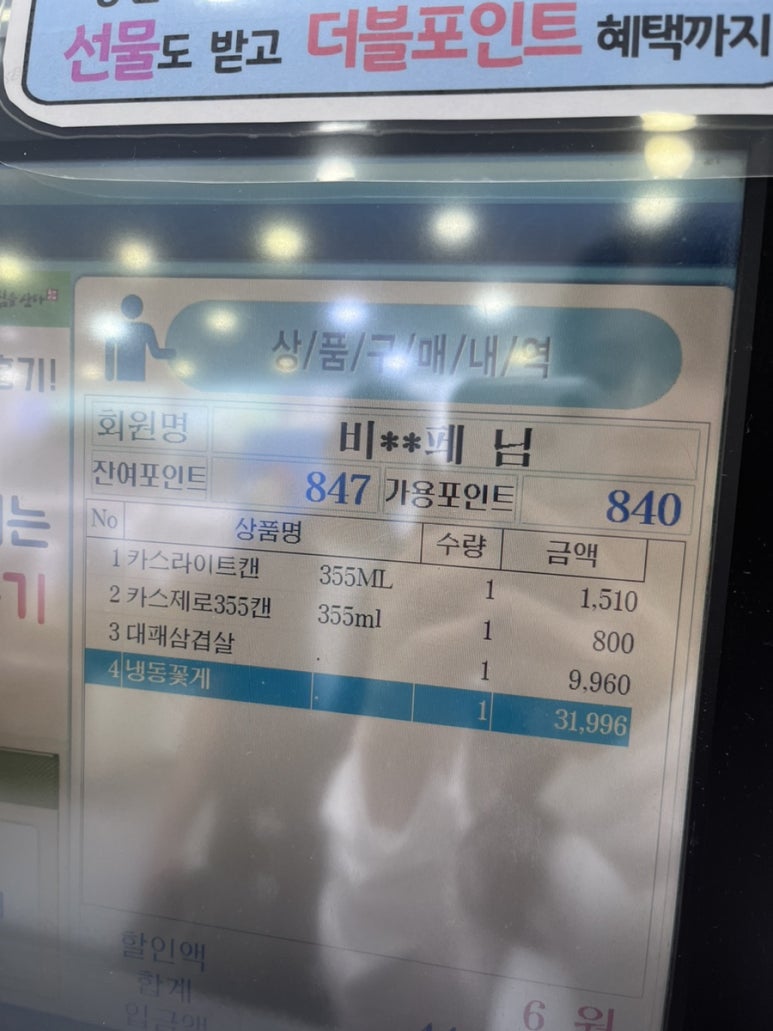 선물도 받고 더블포인트 혜택까지
상/품/구/매/내/역
회원명 비**페 님
잔여포인트 847 가용포인트 840
No 상품명 수량 금액
1 카스라이트캔 355ML 1 1,510
2 카스제로355캔 355ml 1 800
3 대패삼겹살 1 9,960
4 냉동꽃게 1 31,996
할인액
합계
입금액
6 원